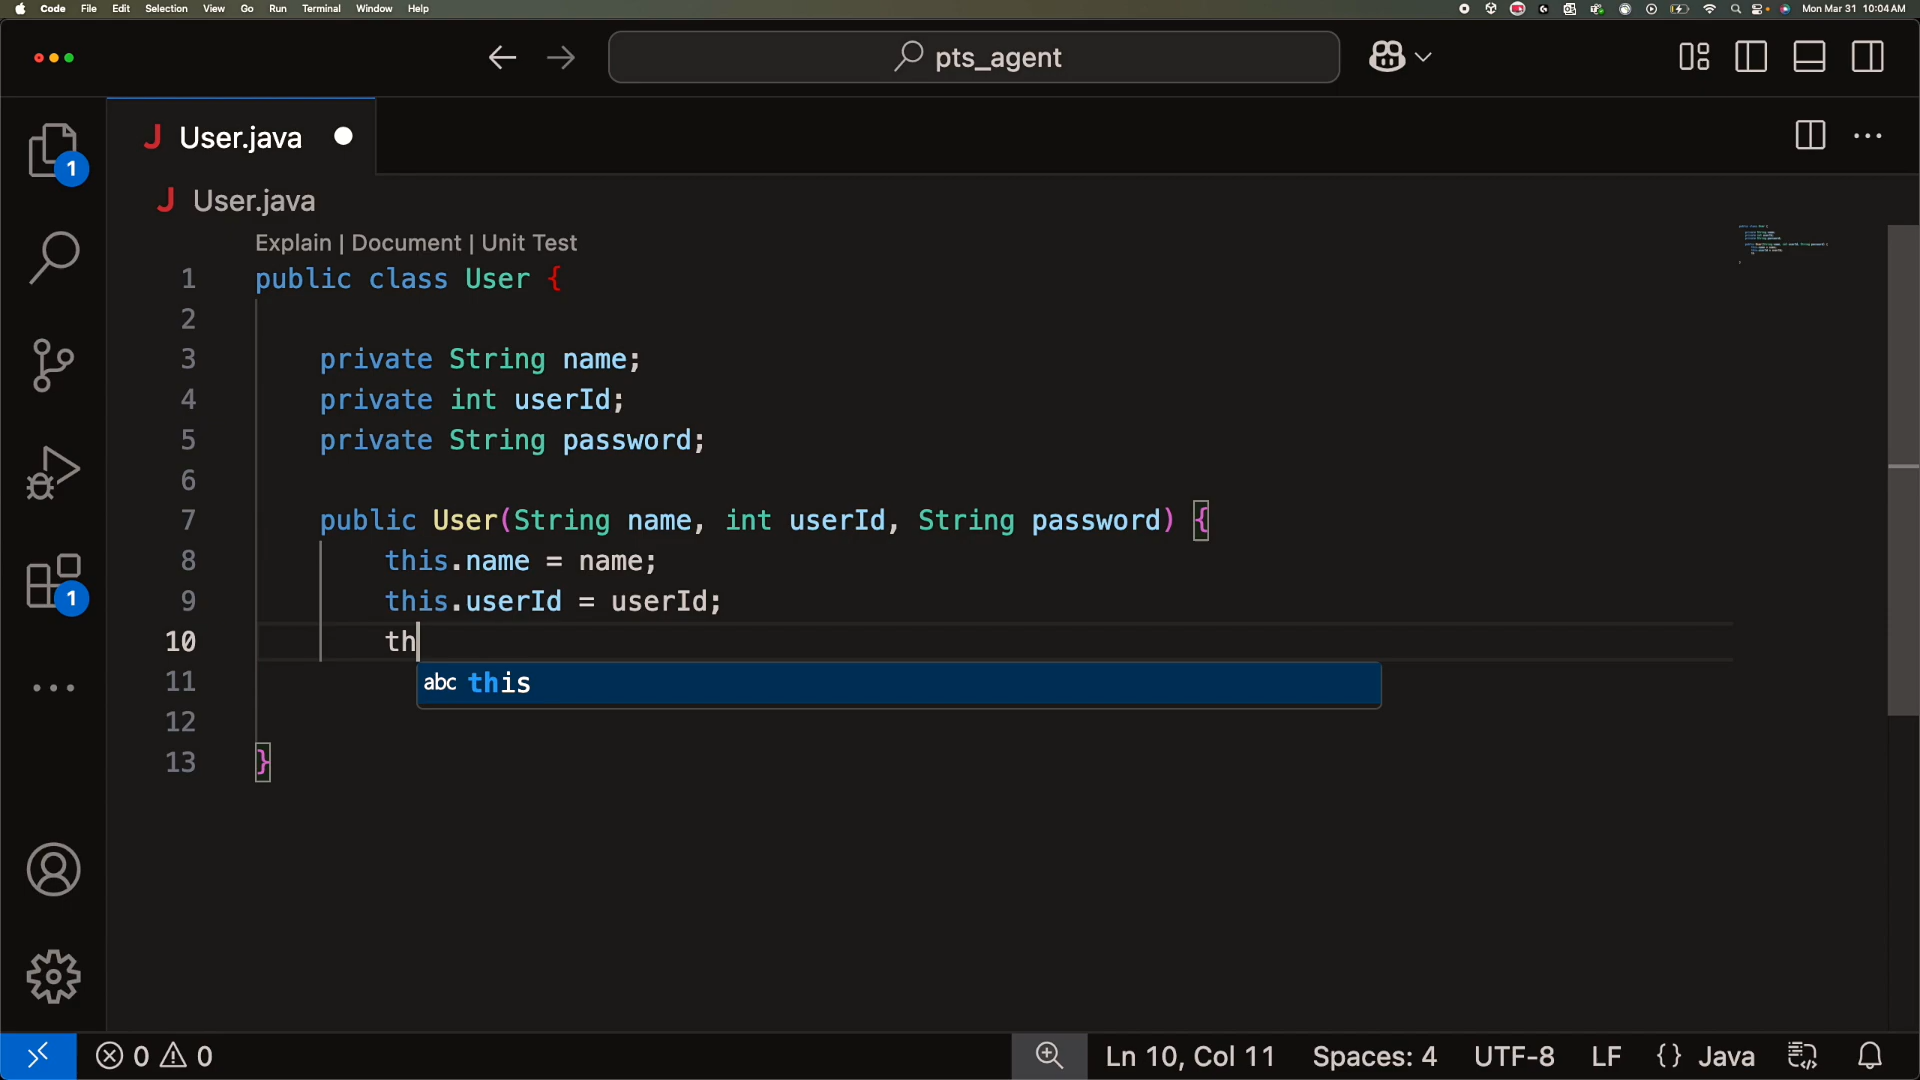 Code File Edit Selection View Go Run Terminal Window Help Mon Mar 31 10:04 AM
pts_agent
J User.java
J User.java
Explain | Document | Unit Test
1 public class User {
2
3 private String name;
4 private int userId;
5 private String password;
6
7 public User(String name, int userId, String password) {
8 this.name = name;
9 this.userId = userId;
10 th
11 abc this
12
13 }
1
1
0 0 Ln 10, Col 11 Spaces: 4 UTF-8 LF {} Java